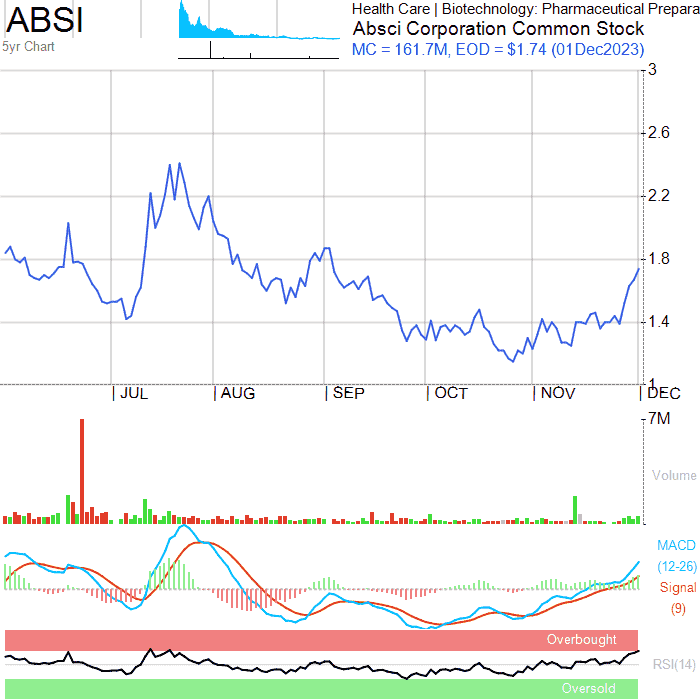 ABSI
5yr Chart
Health Care | Biotechnology: Pharmaceutical Prepara
Absci Corporation Common Stock
MC = 161.7M, EOD = $1.74 (01Dec2023)
3
2.6
2.2
1.8
1.4
1
| JUL | AUG | SEP | OCT | NOV | DEC
7M
Volume
MACD
(12-26)
Signal
(9)
Overbought
RSI(14)
Oversold